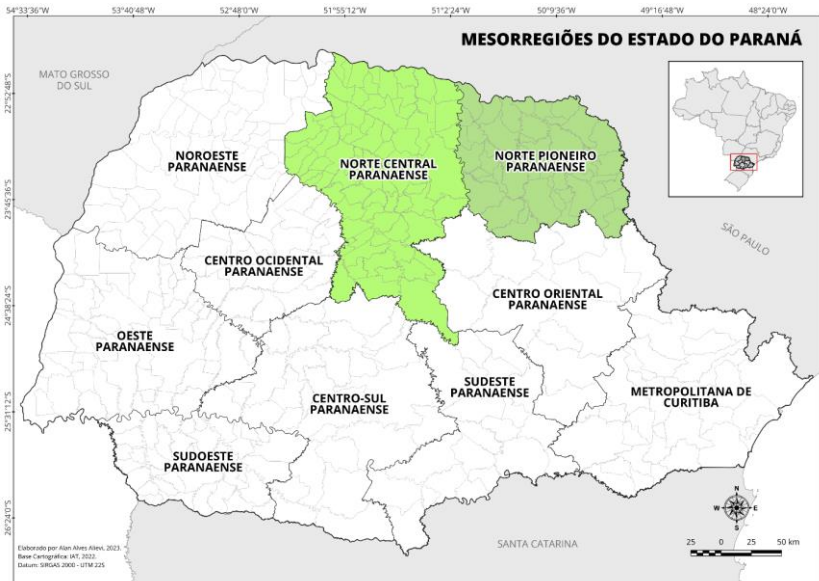 54°33'36"S 53°40'48"S 52°48'0"S 51°55'12"S 51°2'24"S 50°9'36"S 49°16'48"S 48°24'0"S
MESORREGIÕES DO ESTADO DO PARANÁ
MATO GROSSO
DO SUL
22°52'48"S
NOROESTE
PARANAENSE
NORTE CENTRAL
PARANAENSE
NORTE PIONEIRO
PARANAENSE
23°45'36"S
SÃO PAULO
CENTRO OCIDENTAL
PARANAENSE
CENTRO ORIENTAL
PARANAENSE
24°38'24"S
OESTE
PARANAENSE
CENTRO-SUL
PARANAENSE
SUDESTE
PARANAENSE
METROPOLITANA DE
CURITIBA
25°31'12"S
SUDOESTE
PARANAENSE
26°24'0"S
N
W E
S
SANTA CATARINA
25 0 25 50 km
Elaborado por Alan Alves Alievi, 2023.
Base Cartográfica: IAT, 2022.
Datum: SIRGAS 2000 - UTM 22S